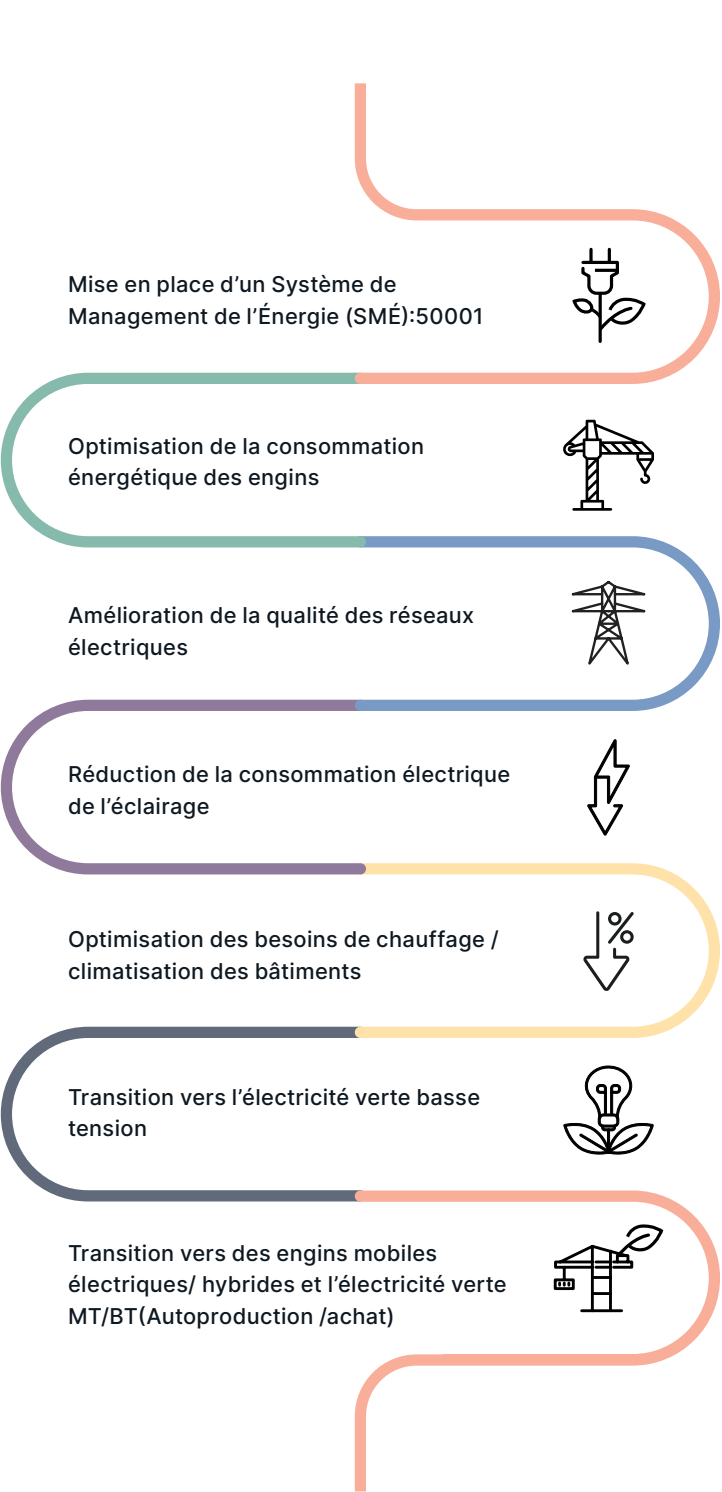 Mise en place d’un Système de
Management de l’Énergie (SMÉ):50001
Optimisation de la consommation
énergétique des engins
Amélioration de la qualité des réseaux
électriques
Réduction de la consommation électrique
de l’éclairage
%
Optimisation des besoins de chauffage /
climatisation des bâtiments
Transition vers l’électricité verte basse
tension
Transition vers des engins mobiles
électriques/ hybrides et l’électricité verte
MT/BT(Autoproduction /achat)